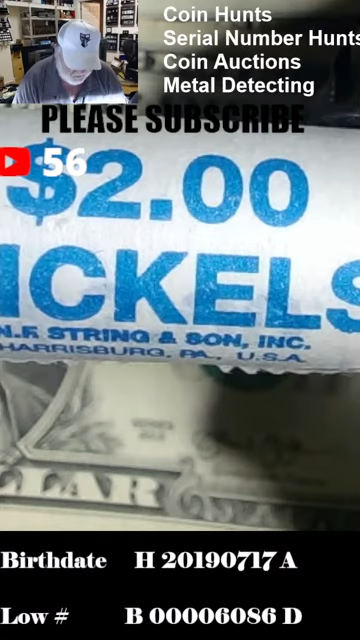 Coin Hunts
Serial Number Hunts
Coin Auctions
Metal Detecting
PLEASE SUBSCRIBE
56
$2.00
ICKELS
N.F. STRING & SON, INC.
HARRISBURG, PA., U.S.A.
LLAR
Birthdate H 20190717 A
Low # B 00006086 D